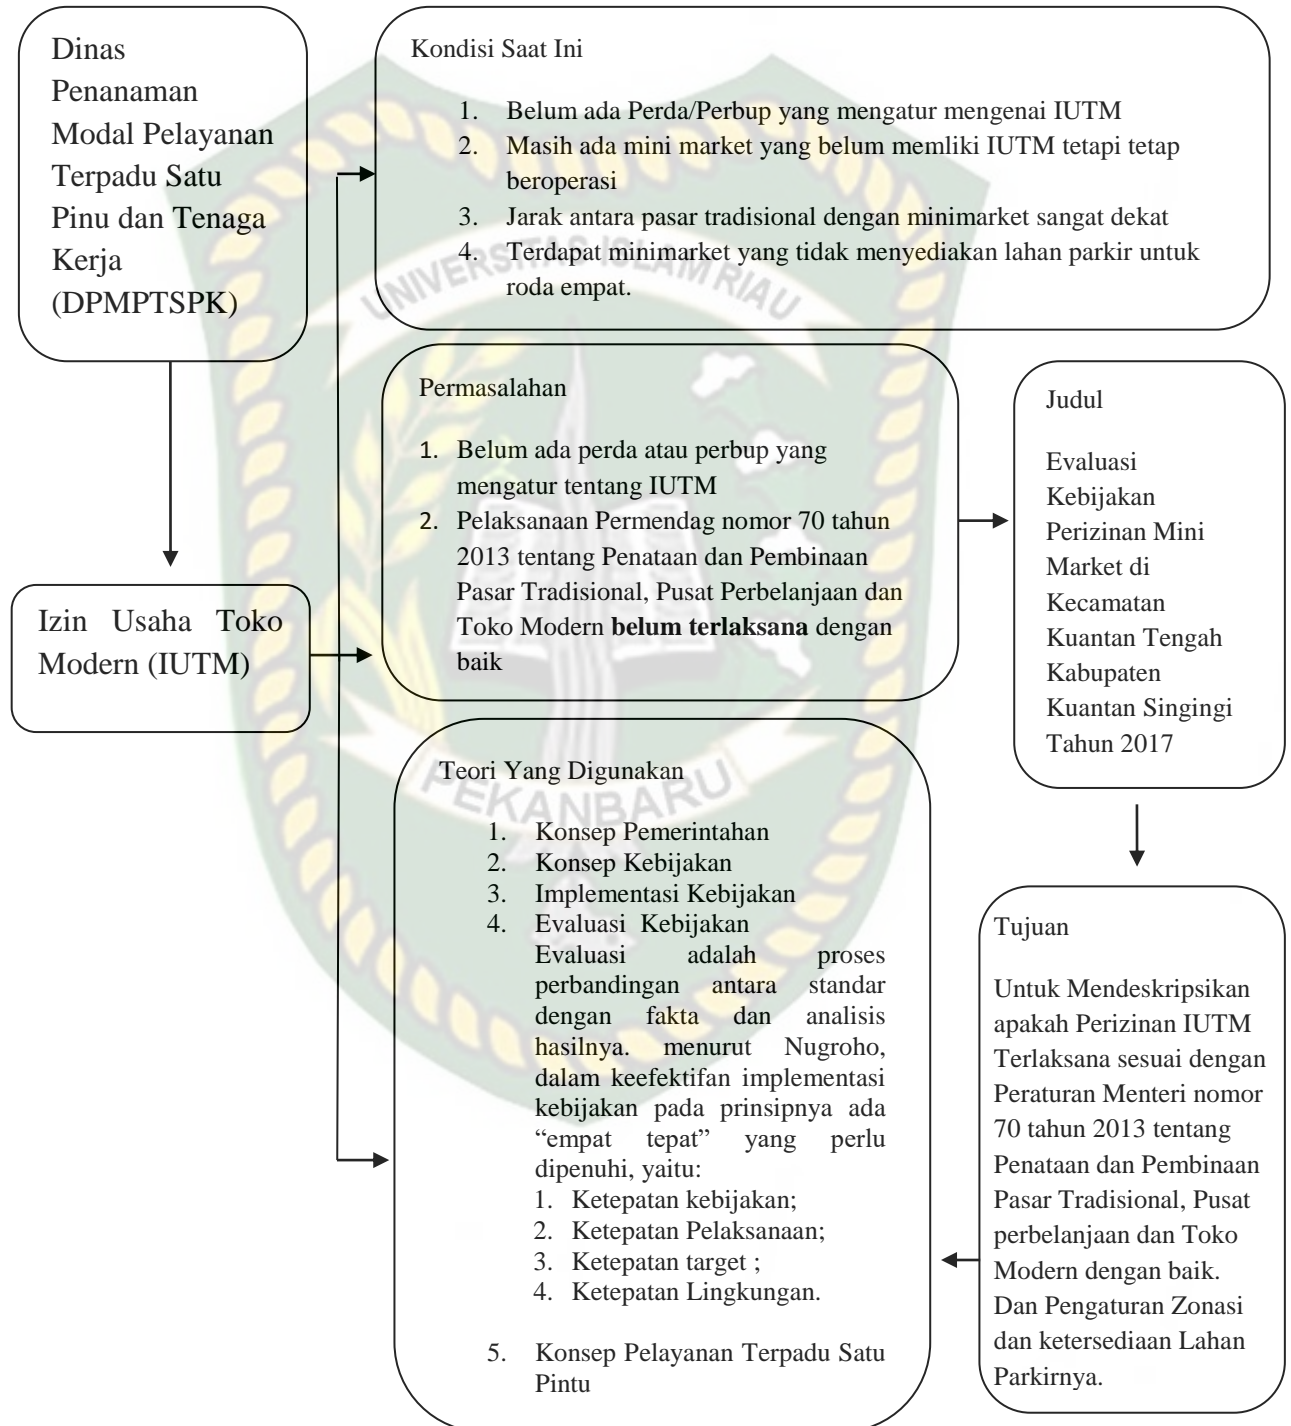 Dinas
Penanaman
Modal Pelayanan
Terpadu Satu
Pinu dan Tenaga
Kerja
(DPMPTSPK)
Kondisi Saat Ini
1. Belum ada Perda/Perbup yang mengatur mengenai IUTM
2. Masih ada mini market yang belum memliki IUTM tetapi tetap
beroperasi
3. Jarak antara pasar tradisional dengan minimarket sangat dekat
4. Terdapat minimarket yang tidak menyediakan lahan parkir untuk
roda empat.
UNIVERSITAS ISLAM RIAU
Izin Usaha Toko
Modern (IUTM)
Permasalahan
1. Belum ada perda atau perbup yang
mengatur tentang IUTM
2. Pelaksanaan Permendag nomor 70 tahun
2013 tentang Penataan dan Pembinaan
Pasar Tradisional, Pusat Perbelanjaan dan
Toko Modern belum terlaksana dengan
baik
Judul
Evaluasi
Kebijakan
Perizinan Mini
Market di
Kecamatan
Kuantan Tengah
Kabupaten
Kuantan Singingi
Tahun 2017
Teori Yang Digunakan
PEKANBARU
1. Konsep Pemerintahan
2. Konsep Kebijakan
3. Implementasi Kebijakan
4. Evaluasi Kebijakan
Evaluasi adalah proses
perbandingan antara standar
dengan fakta dan analisis
hasilnya. menurut Nugroho,
dalam keefektifan implementasi
kebijakan pada prinsipnya ada
“empat tepat” yang perlu
dipenuhi, yaitu:
1. Ketepatan kebijakan;
2. Ketepatan Pelaksanaan;
3. Ketepatan target ;
4. Ketepatan Lingkungan.
5. Konsep Pelayanan Terpadu Satu
Pintu
Tujuan
Untuk Mendeskripsikan
apakah Perizinan IUTM
Terlaksana sesuai dengan
Peraturan Menteri nomor
70 tahun 2013 tentang
Penataan dan Pembinaan
Pasar Tradisional, Pusat
perbelanjaan dan Toko
Modern dengan baik.
Dan Pengaturan Zonasi
dan ketersediaan Lahan
Parkirnya.